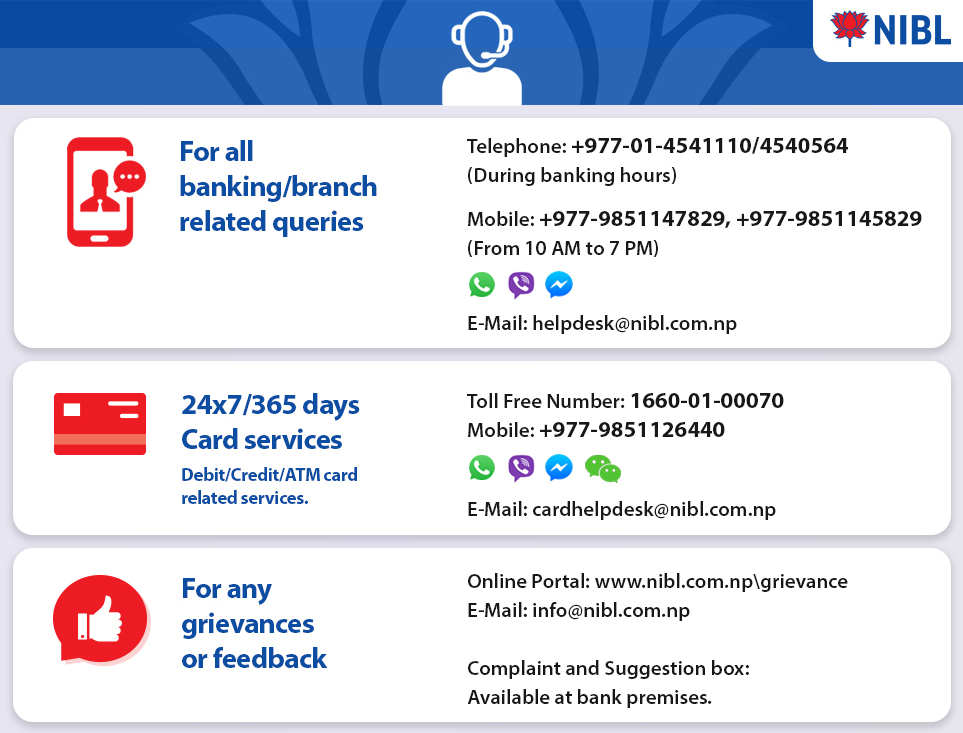 NIBL
For all
banking/branch
related queries
Telephone: +977-01-4541110/4540564
(During banking hours)
Mobile: +977-9851147829, +977-9851145829
(From 10 AM to 7 PM)
E-Mail: helpdesk@nibl.com.np
24x7/365 days
Card services
Debit/Credit/ATM card
related services.
Toll Free Number: 1660-01-00070
Mobile: +977-9851126440
E-Mail: cardhelpdesk@nibl.com.np
For any
grievances
or feedback
Online Portal: www.nibl.com.np\grievance
E-Mail: info@nibl.com.np
Complaint and Suggestion box:
Available at bank premises.